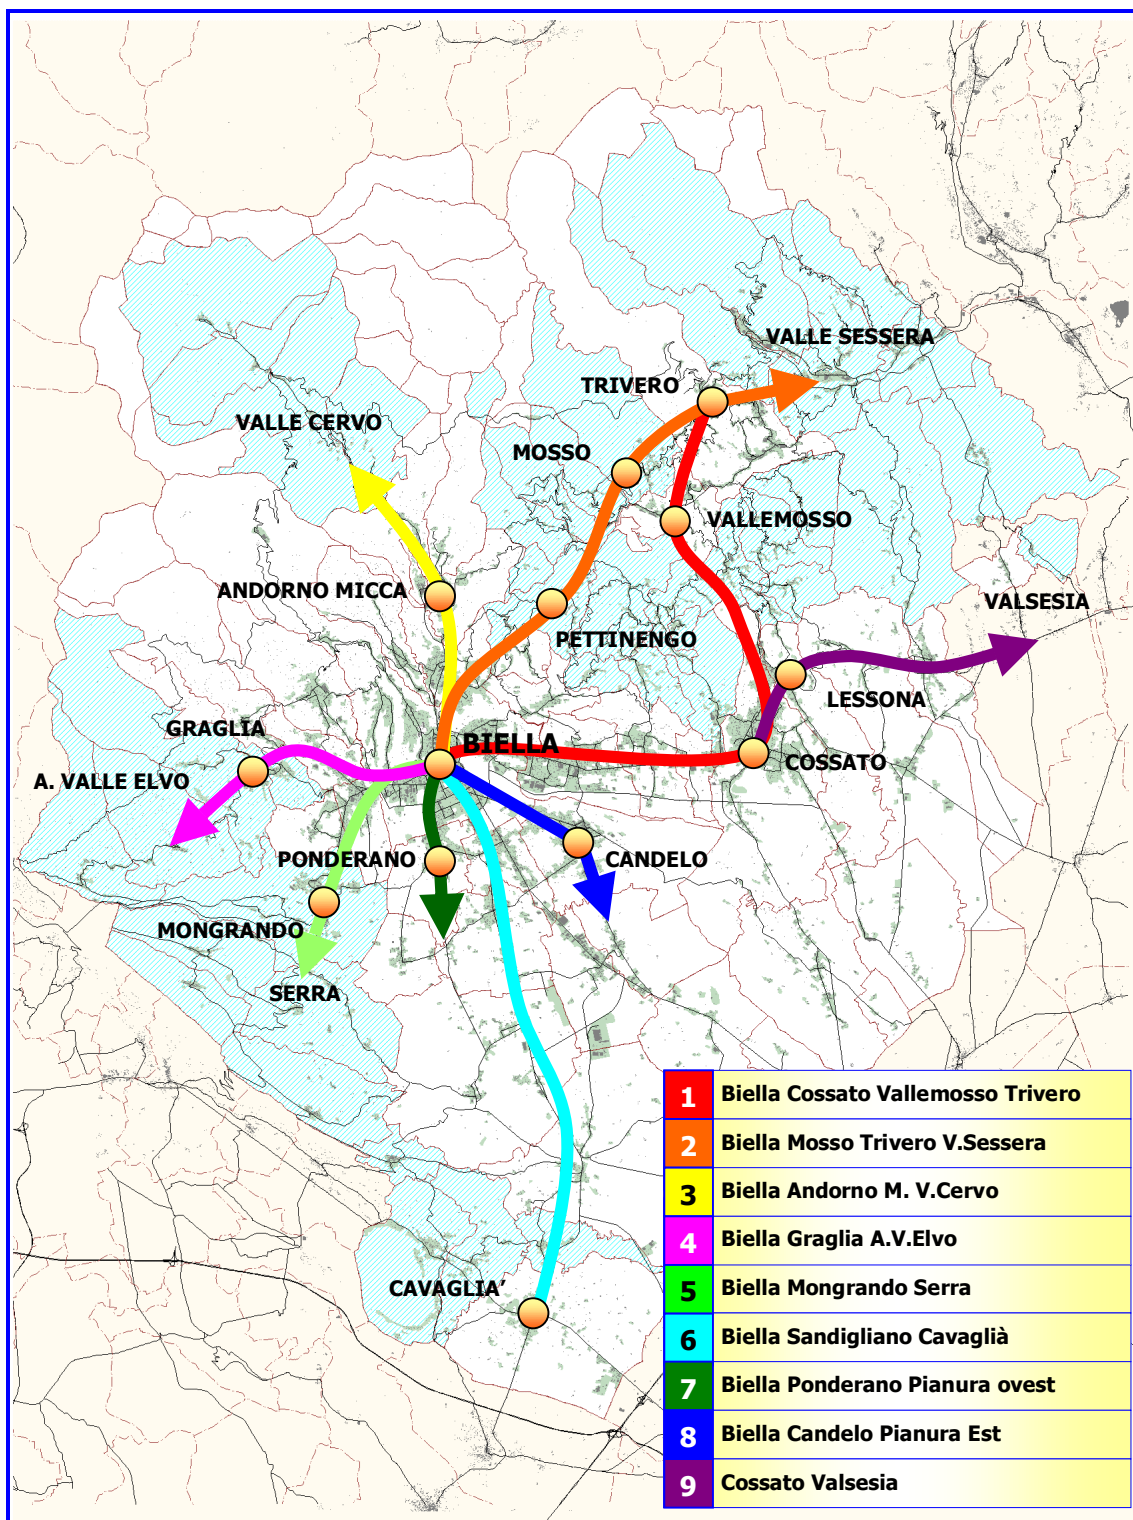 VALLE SESSERA
TRIVERO
VALLE CERVO
MOSSO
VALLEMOSSO
ANDORNO MICCA
VALSESIA
PETTINENGO
LESSONA
GRAGLIA
BIELLA
COSSATO
A. VALLE ELVO
PONDERANO
CANDELO
MONGRANDO
SERRA
CAVAGLIA’
1 Biella Cossato Vallemosso Trivero
2 Biella Mosso Trivero V.Sessera
3 Biella Andorno M. V.Cervo
4 Biella Graglia A.V.Elvo
5 Biella Mongrando Serra
6 Biella Sandigliano Cavaglià
7 Biella Ponderano Pianura ovest
8 Biella Candelo Pianura Est
9 Cossato Valsesia